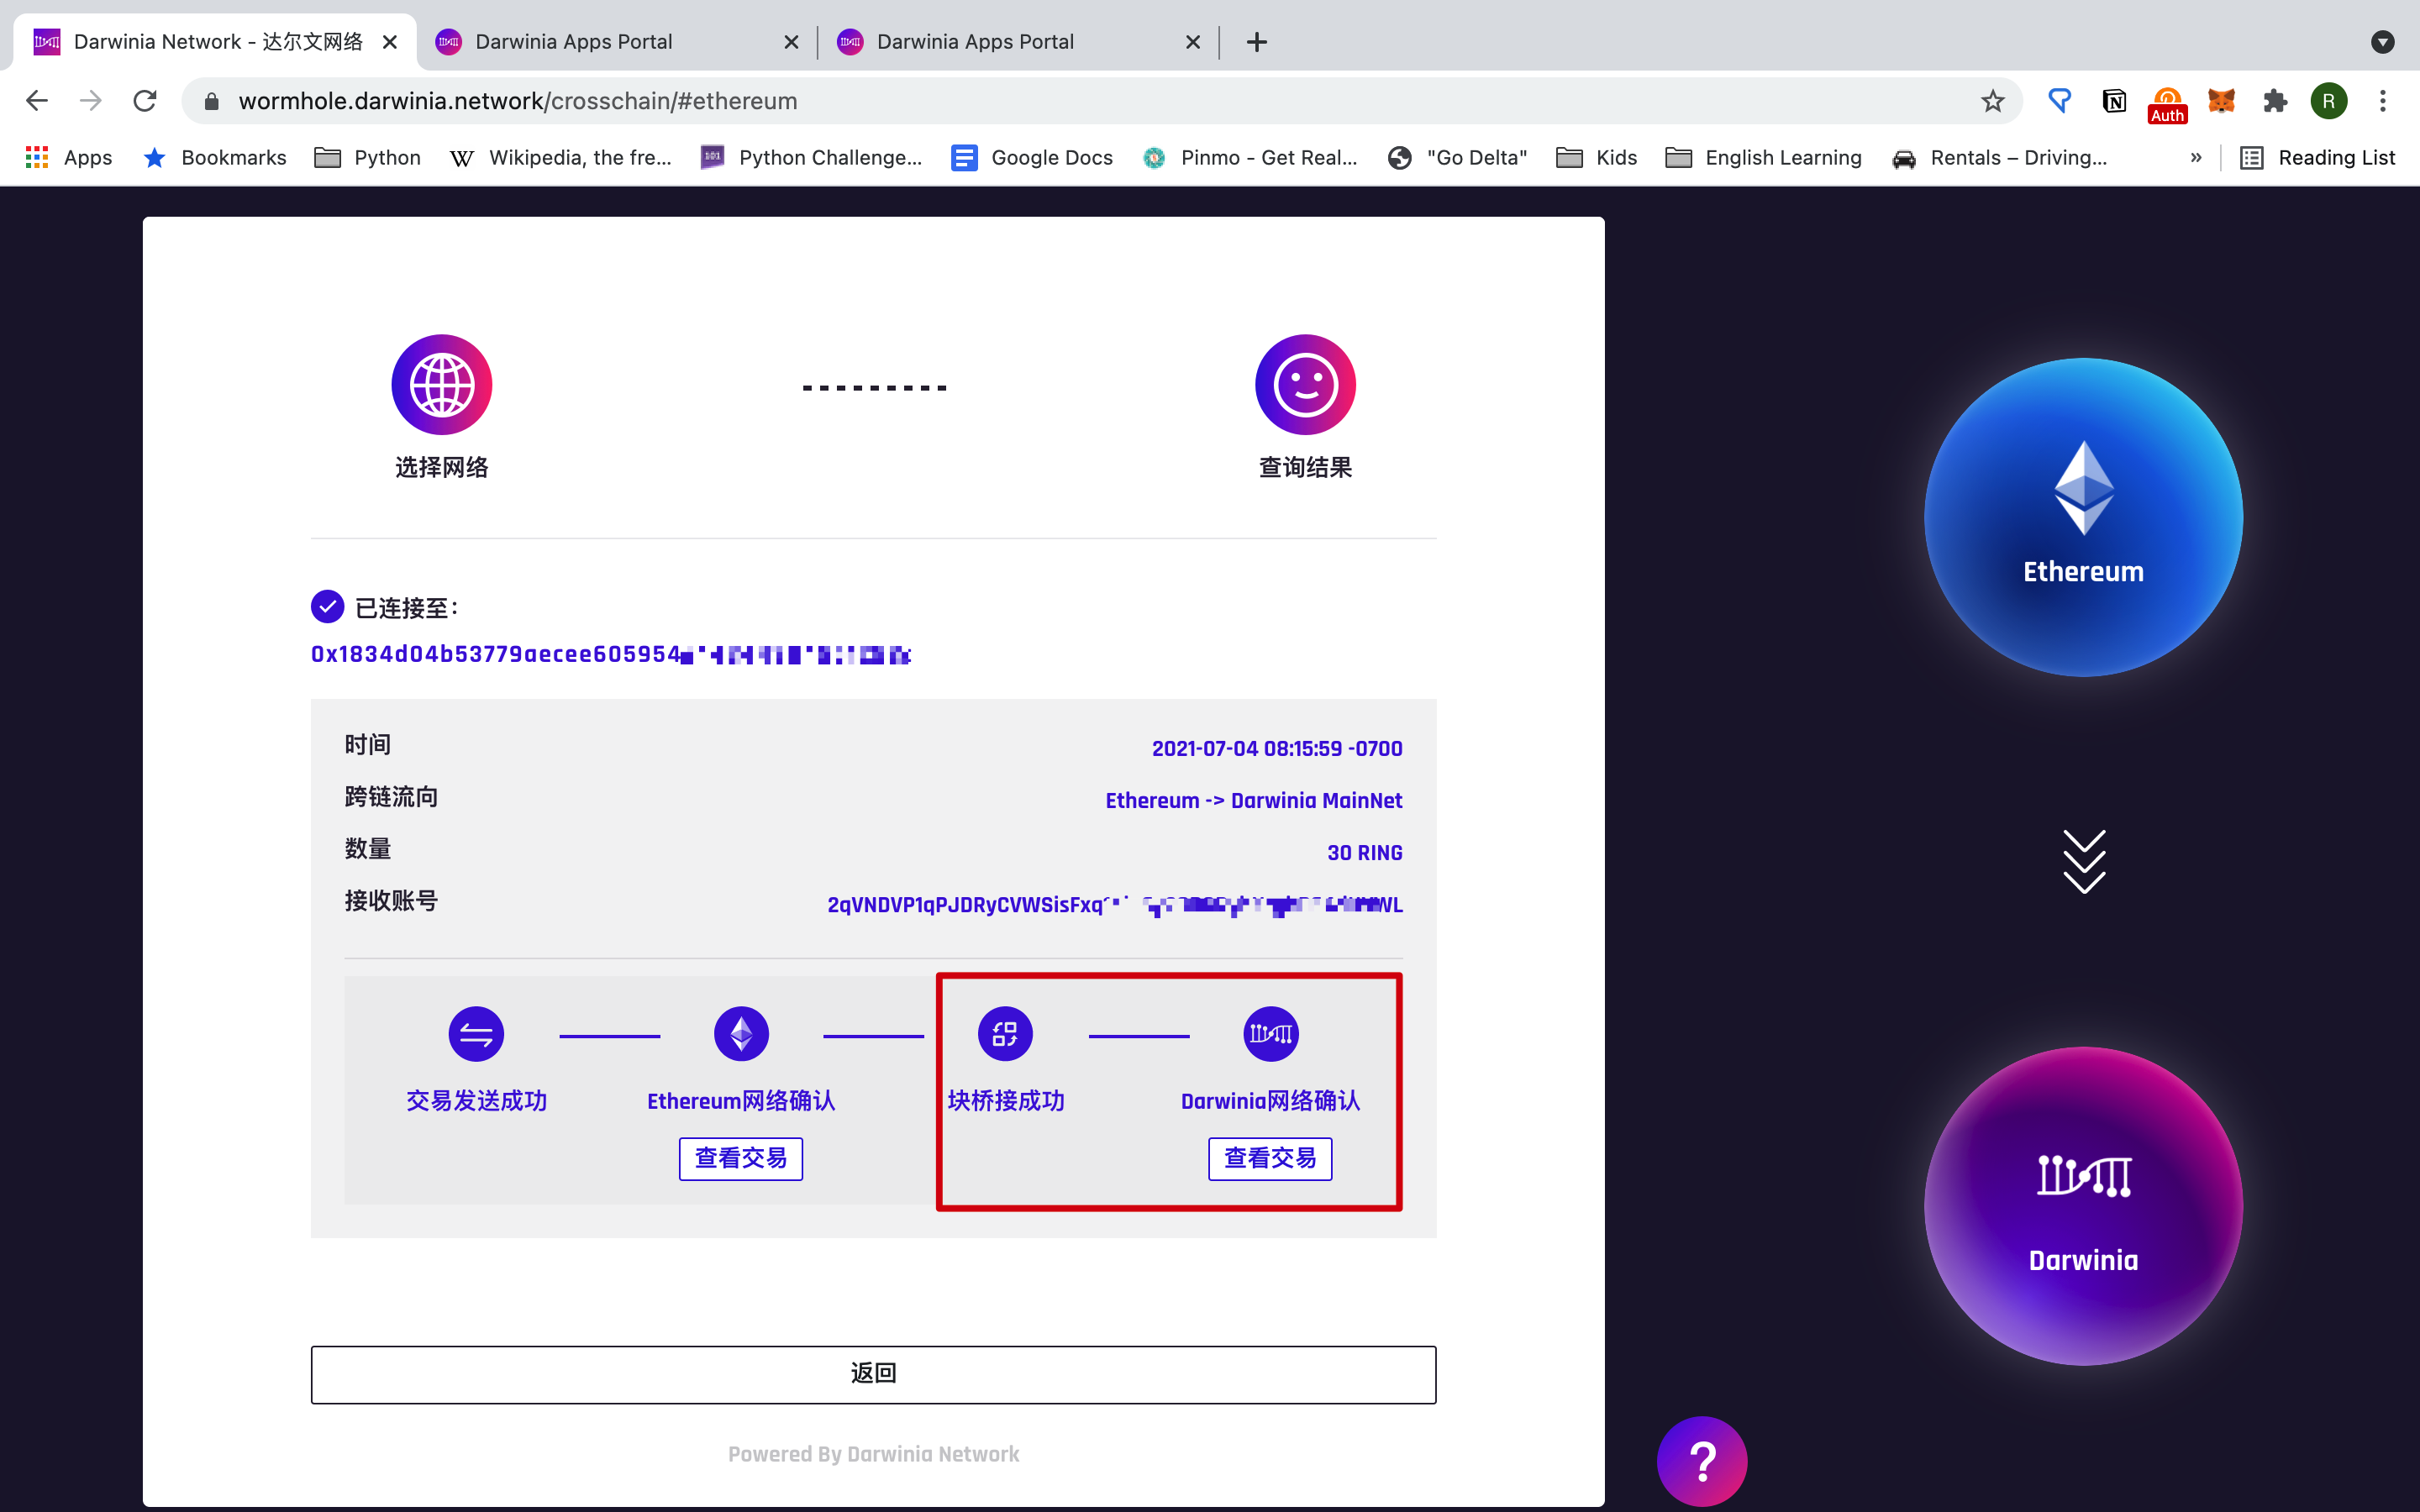 Darwinia Network - 达尔文网络
Darwinia Apps Portal
Darwinia Apps Portal
wormhole.darwinia.network/crosschain/#ethereum
Auth
R
Apps
Bookmarks
Python
Wikipedia, the fre...
Python Challenge...
Google Docs
Pinmo - Get Real...
"Go Delta"
Kids
English Learning
Rentals – Driving...
»
Reading List
选择网络
查询结果
已连接至：
0x1834d04b53779aecee605954
时间 2021-07-04 08:15:59 -0700
跨链流向 Ethereum -> Darwinia MainNet
数量 30 RING
接收账号 2qVNDVP1qPJDRyCVWSisFxq WL
交易发送成功
Ethereum网络确认
块桥接成功
Darwinia网络确认
查看交易
查看交易
返回
Powered By Darwinia Network
Ethereum
Darwinia
?